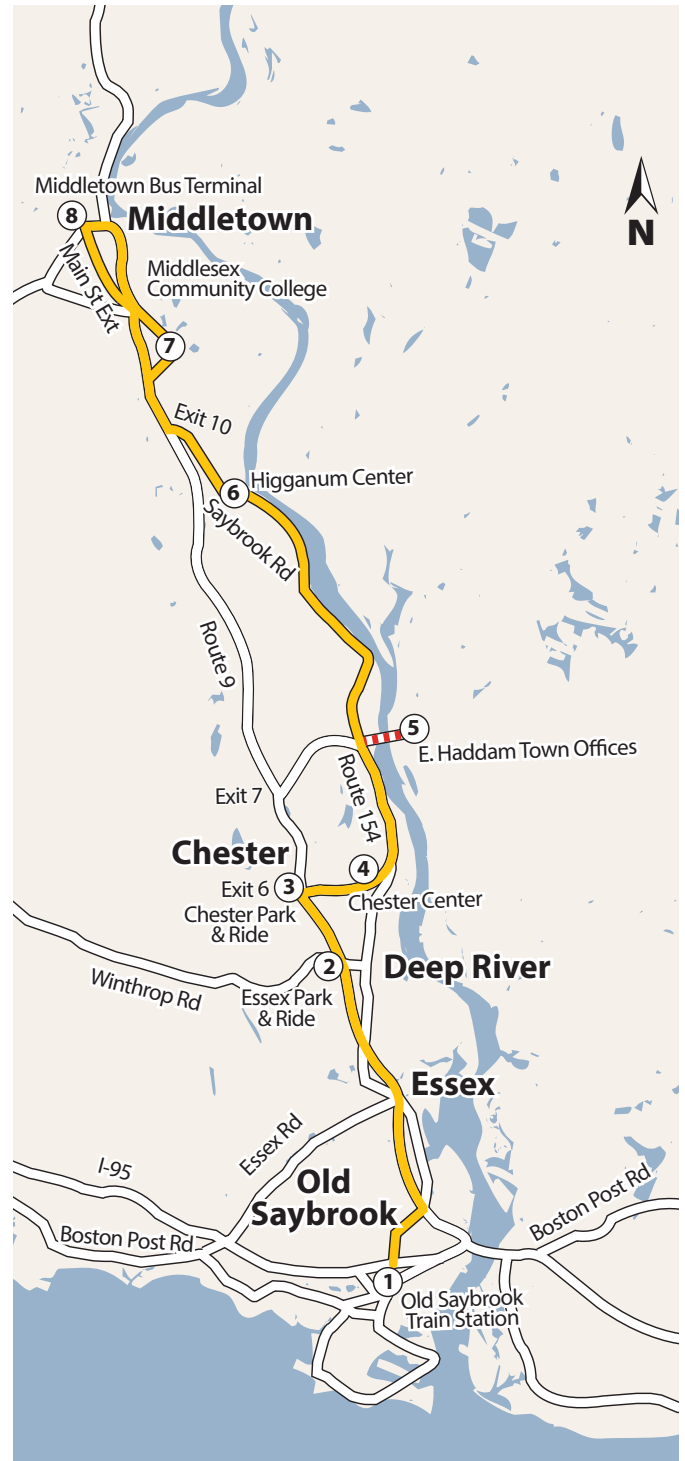 Middletown Bus Terminal
8
Middletown
N
Main St Ext
Middlesex
Community College
7
Exit 10
6
Higganum Center
Saybrook Rd
Route 9
5
E. Haddam Town Offices
Route 154
Exit 7
Chester
4
Exit 6
3
Chester Center
Chester Park
& Ride
2
Deep River
Winthrop Rd
Essex Park
& Ride
Essex
Essex Rd
I-95
Old
Saybrook
Boston Post Rd
Boston Post Rd
1
Old Saybrook
Train Station